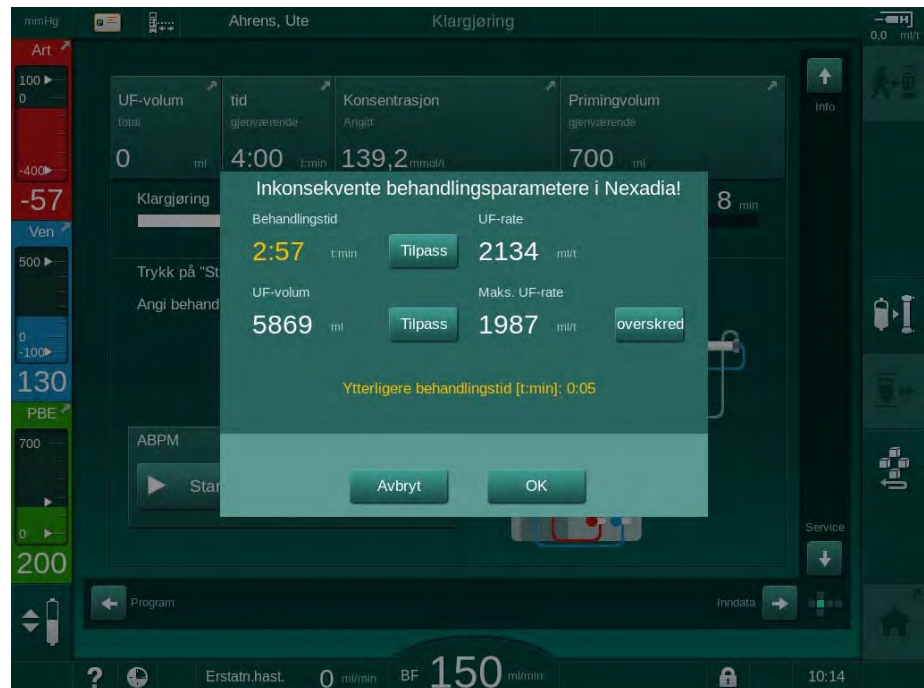 mmHg Ahrens, Ute Klargjøring 0,0 ml/t
Art
100
0
-400
-57
Ven
500
0
-100
130
PBE
700
0
200
UF-volum tid Konsentrasjon Primingvolum
total gjenværende Angitt gjenværende
0 ml 4:00 t:min 139,2 mmol/l 700 ml
Info
Klargjøring 8 min
Trykk på "St
Angi behand
Inkonsekvente behandlingsparametere i Nexadia!
Behandlingstid UF-rate
2:57 t:min Tilpass 2134 ml/t
UF-volum Maks. UF-rate
5869 ml Tilpass 1987 ml/t overskred
Ytterligere behandlingstid [t:min]: 0:05
Avbryt OK
ABPM
Star
Service
Program Inndata
? Erstatn.hast. 0 ml/min BF 150 ml/min 10:14